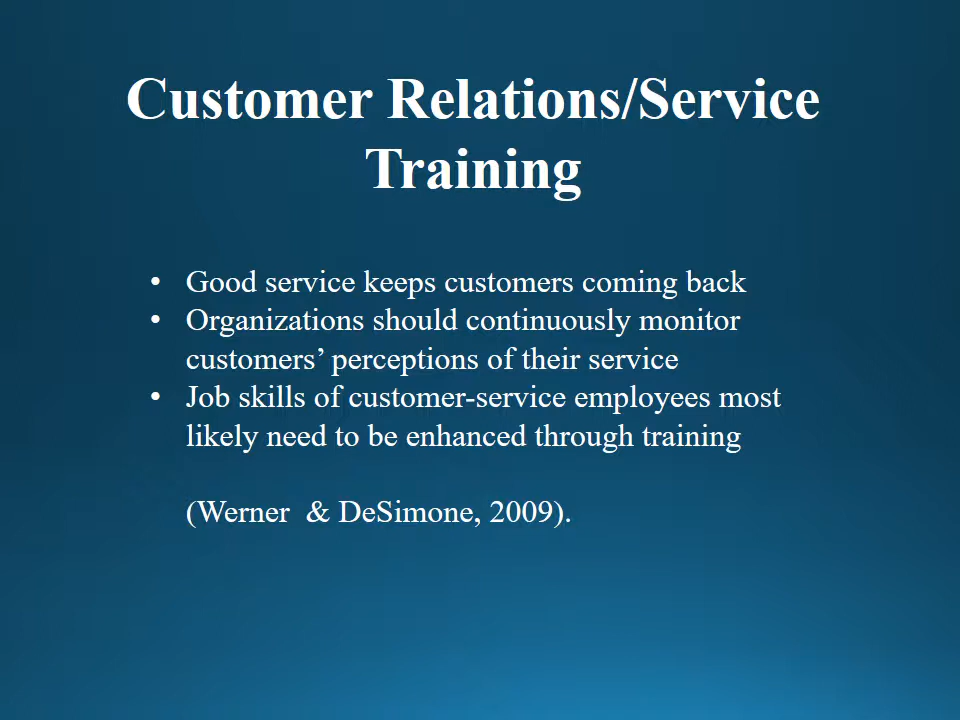 Customer Relations/Service
Training
• Good service keeps customers coming back
• Organizations should continuously monitor
customers’ perceptions of their service
• Job skills of customer-service employees most
likely need to be enhanced through training
(Werner  & DeSimone, 2009).